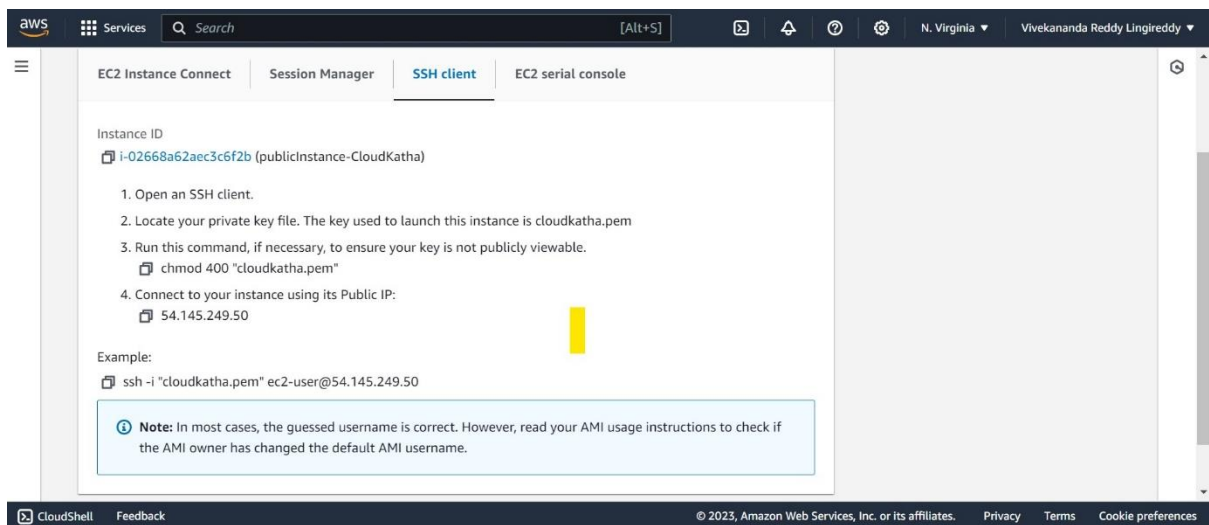 aws Services Search [Alt+S] N. Virginia Vivekananda Reddy Lingireddy
EC2 Instance Connect Session Manager SSH client EC2 serial console
Instance ID
i-02668a62aec3c6f2b (publicInstance-CloudKatha)
1. Open an SSH client.
2. Locate your private key file. The key used to launch this instance is cloudkatha.pem
3. Run this command, if necessary, to ensure your key is not publicly viewable.
chmod 400 "cloudkatha.pem"
4. Connect to your instance using its Public IP:
54.145.249.50
Example:
ssh -i "cloudkatha.pem" ec2-user@54.145.249.50
Note: In most cases, the guessed username is correct. However, read your AMI usage instructions to check if
the AMI owner has changed the default AMI username.
CloudShell Feedback © 2023, Amazon Web Services, Inc. or its affiliates. Privacy Terms Cookie preferences